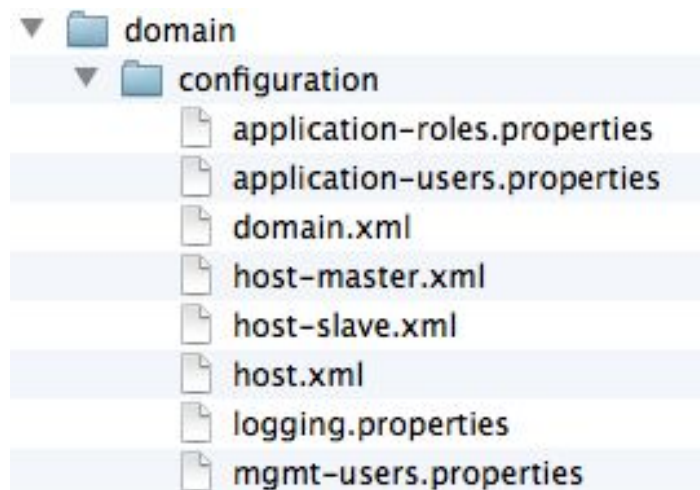 domain
configuration
application-roles.properties
application-users.properties
domain.xml
host-master.xml
host-slave.xml
host.xml
logging.properties
mgmt-users.properties